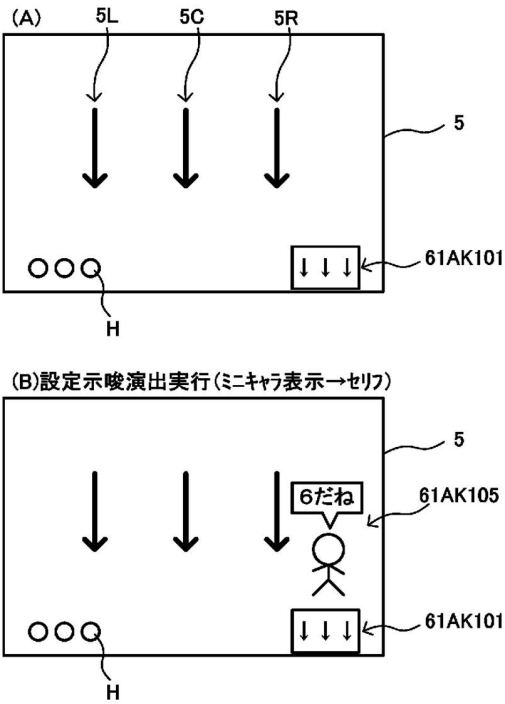 (A)
5L 5C 5R
5
↓ ↓ ↓
61AK101
H
(B)設定示唆演出実行(ミニキャラ表示→セリフ)
5
6だね
61AK105
↓ ↓ ↓
61AK101
H